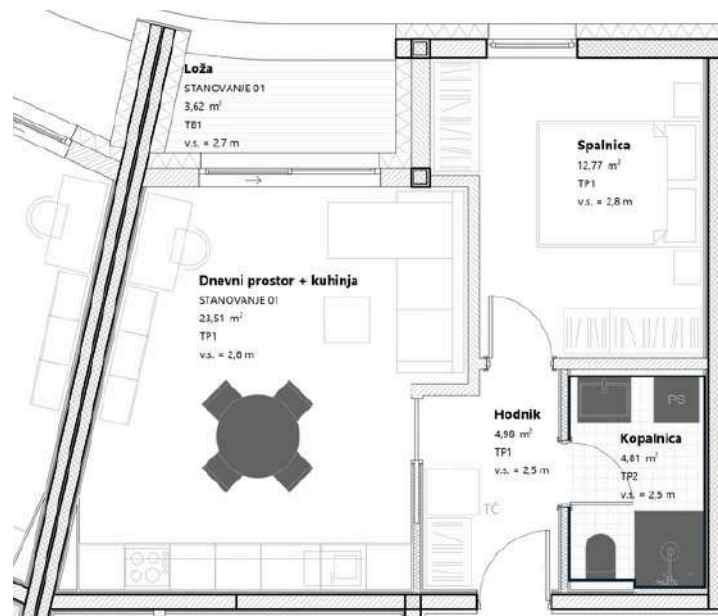 Loža
STANOVANJE 01
3,62 m²
TB1
v.s. = 2,7 m
Spalnica
12,77 m²
TP1
v.s. = 2,8 m
Dnevni prostor + kuhinja
STANOVANJE 01
23,51 m²
TP1
v.s. = 2,8 m
Hodnik
4,98 m²
TP1
v.s. = 2,5 m
PS
Kopalnica
4,81 m²
TP2
v.s. = 2,5 m
TČ